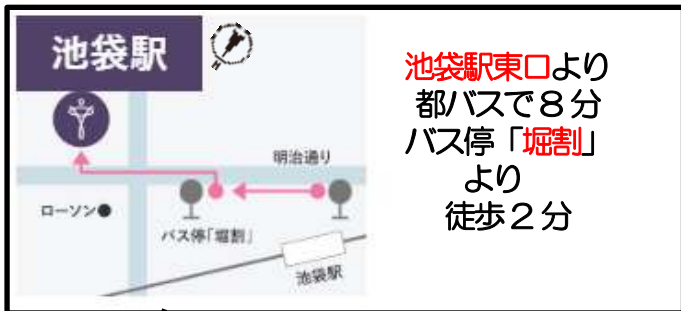 池袋駅
N
明治通り
ローソン
バス停「堀割」
池袋駅
池袋駅東口より
都バスで８分
バス停「堀割」
より
徒歩２分